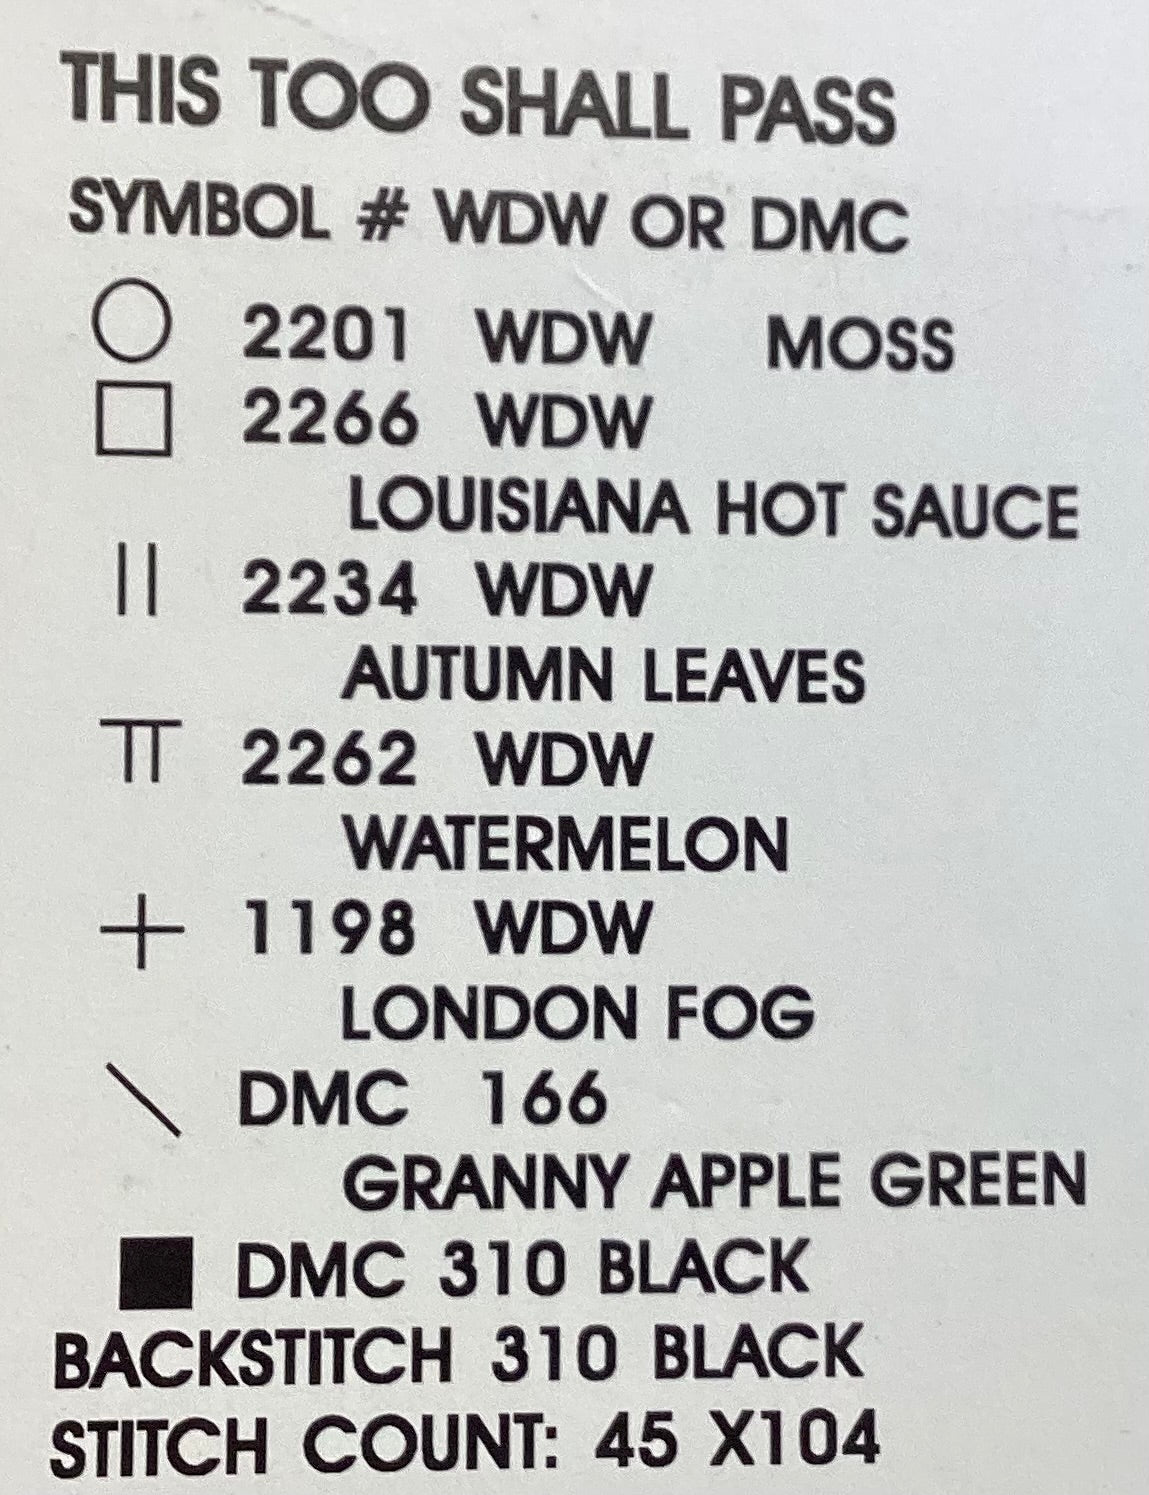 THIS TOO SHALL PASS
SYMBOL # WDW OR DMC
2201 WDW MOSS
2266 WDW
LOUISIANA HOT SAUCE
2234 WDW
AUTUMN LEAVES
2262 WDW
WATERMELON
1198 WDW
LONDON FOG
DMC 166
GRANNY APPLE GREEN
DMC 310 BLACK
BACKSTITCH 310 BLACK
STITCH COUNT: 45 X104